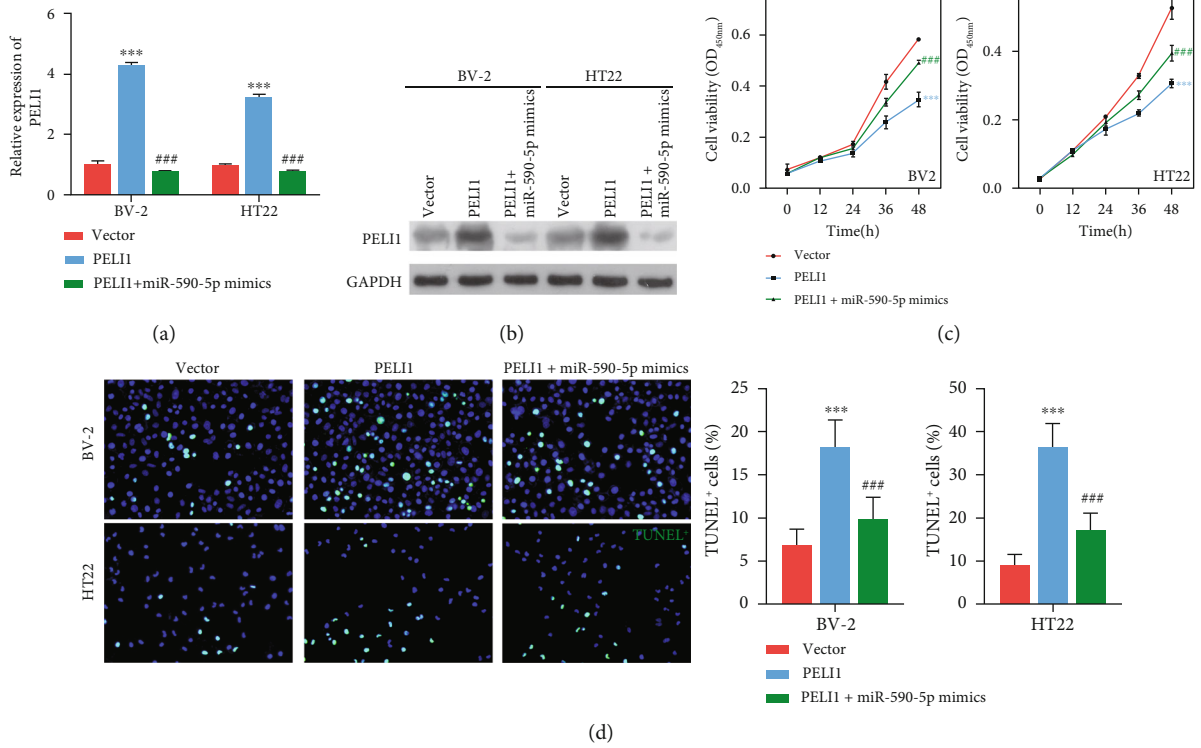 Relative expression of
PELI1
6
4
2
0
***
###
***
###
BV-2
HT22
Vector
PELI1
PELI1+miR-590-5p mimics
(a)
BV-2
HT22
Vector
PELI1
PELI1+
miR-590-5p mimics
Vector
PELI1
PELI1 +
miR-590-5p mimics
PELI1
GAPDH
(b)
Cell viability (OD450nm)
0.6
0.4
0.2
0.0
###
***
BV2
0
12
24
36
48
Time(h)
Cell viability (OD450nm)
0.4
0.2
0.0
###
***
HT22
0
12
24
36
48
Time(h)
Vector
PELI1
PELI1 + miR-590-5p mimics
(c)
Vector
PELI1
PELI1 + miR-590-5p mimics
BV-2
HT22
TUNEL+
TUNEL+ cells (%)
25
20
15
10
5
0
***
###
BV-2
TUNEL+ cells (%)
50
40
30
20
10
0
***
###
HT22
Vector
PELI1
PELI1 + miR-590-5p mimics
(d)